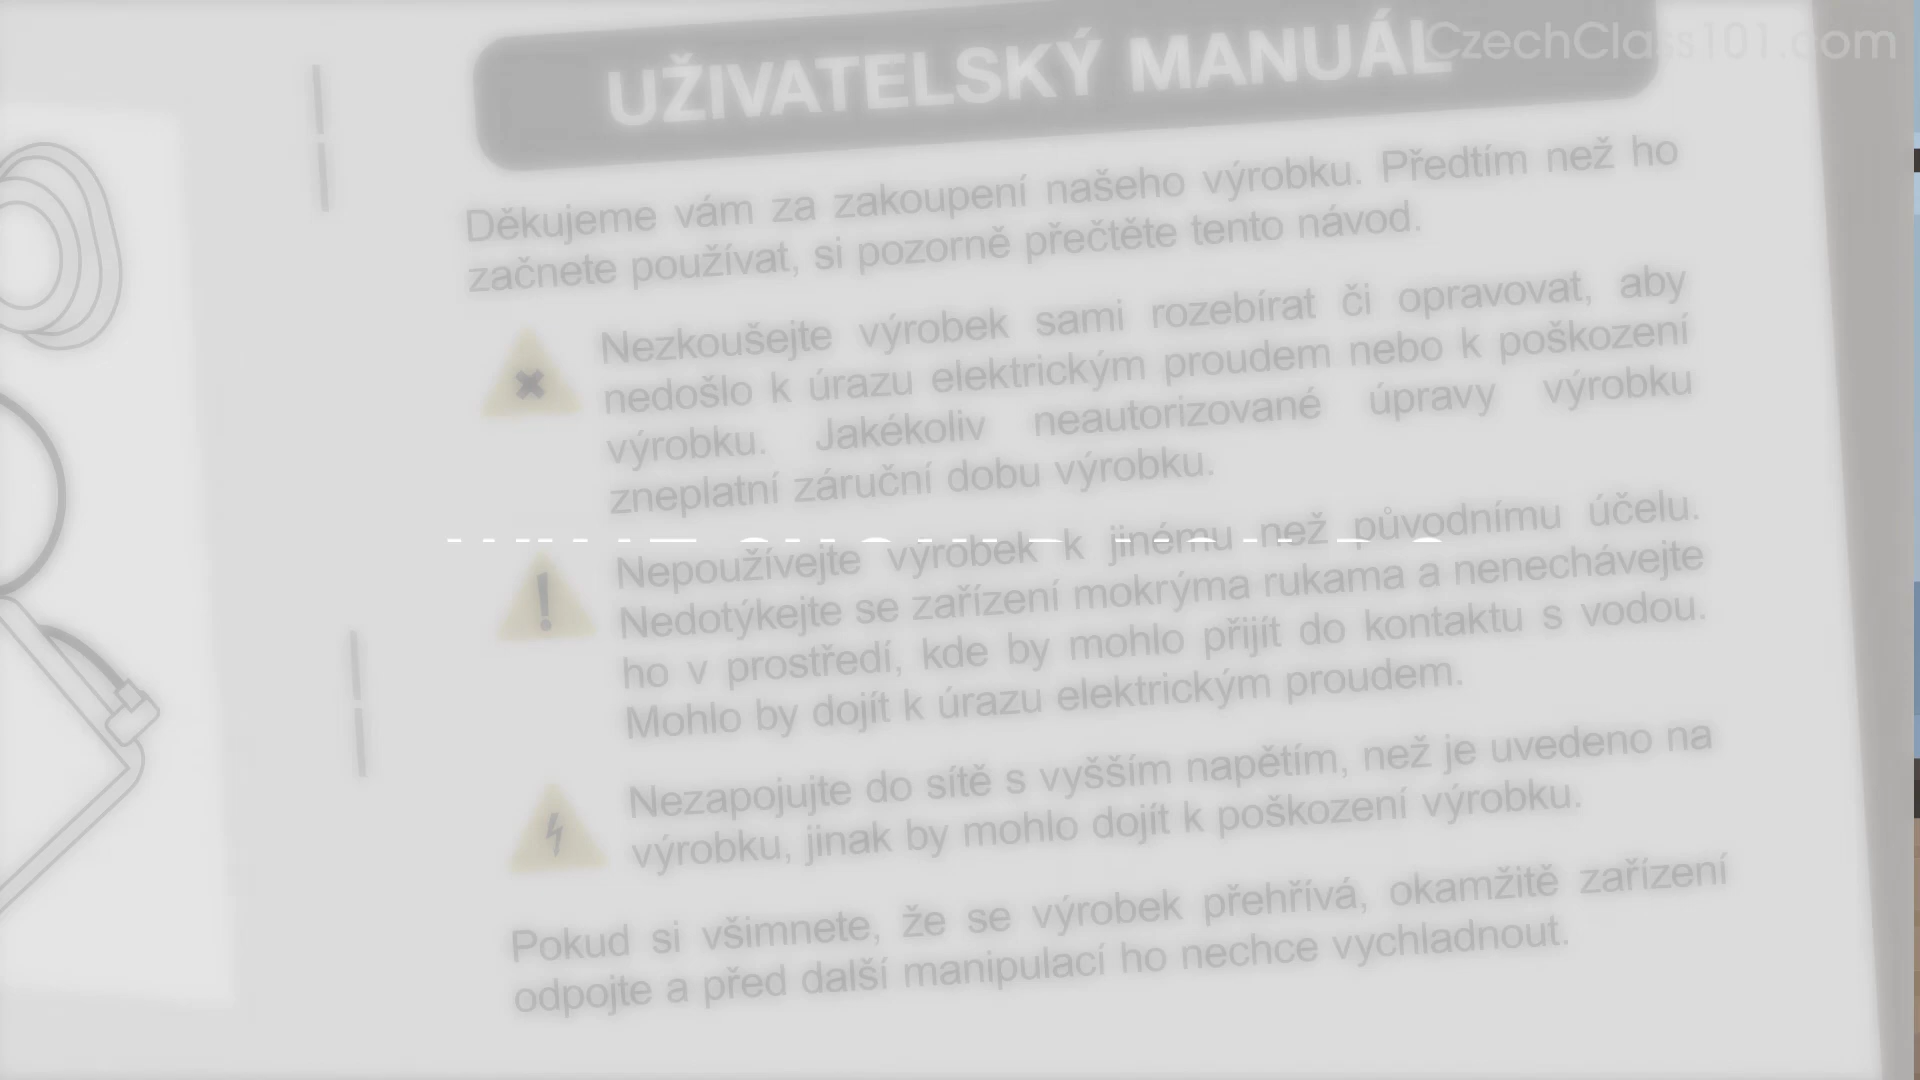 CzechClass101.com
UŽIVATELSKÝ MANUÁL
Děkujeme vám za zakoupení našeho výrobku. Předtím než ho
začnete používat, si pozorně přečtěte tento návod.
Nezkoušejte výrobek sami rozebírat či opravovat, aby
nedošlo k úrazu elektrickým proudem nebo k poškození
výrobku. Jakékoliv neautorizované úpravy výrobku
zneplatní záruční dobu výrobku.
Nepoužívejte výrobek k jinému než původnímu účelu.
Nedotýkejte se zařízení mokrýma rukama a nenechávejte
ho v prostředí, kde by mohlo přijít do kontaktu s vodou.
Mohlo by dojít k úrazu elektrickým proudem.
Nezapojujte do sítě s vyšším napětím, než je uvedeno na
výrobku, jinak by mohlo dojít k poškození výrobku.
Pokud si všimnete, že se výrobek přehřívá, okamžitě zařízení
odpojte a před další manipulací ho nechce vychladnout.